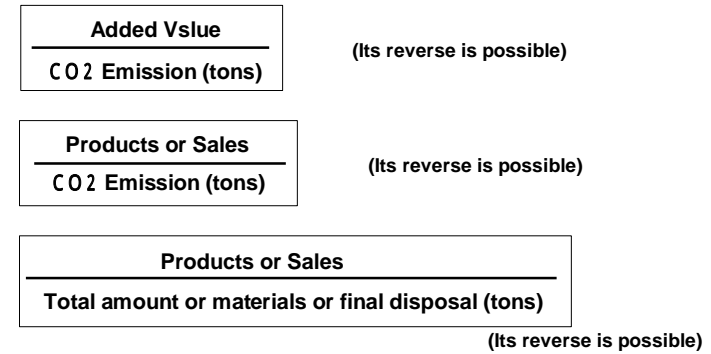 Added Vslue
CO2 Emission (tons)
(Its reverse is possible)
Products or Sales
CO2 Emission (tons)
(Its reverse is possible)
Products or Sales
Total amount or materials or final disposal (tons)
(Its reverse is possible)